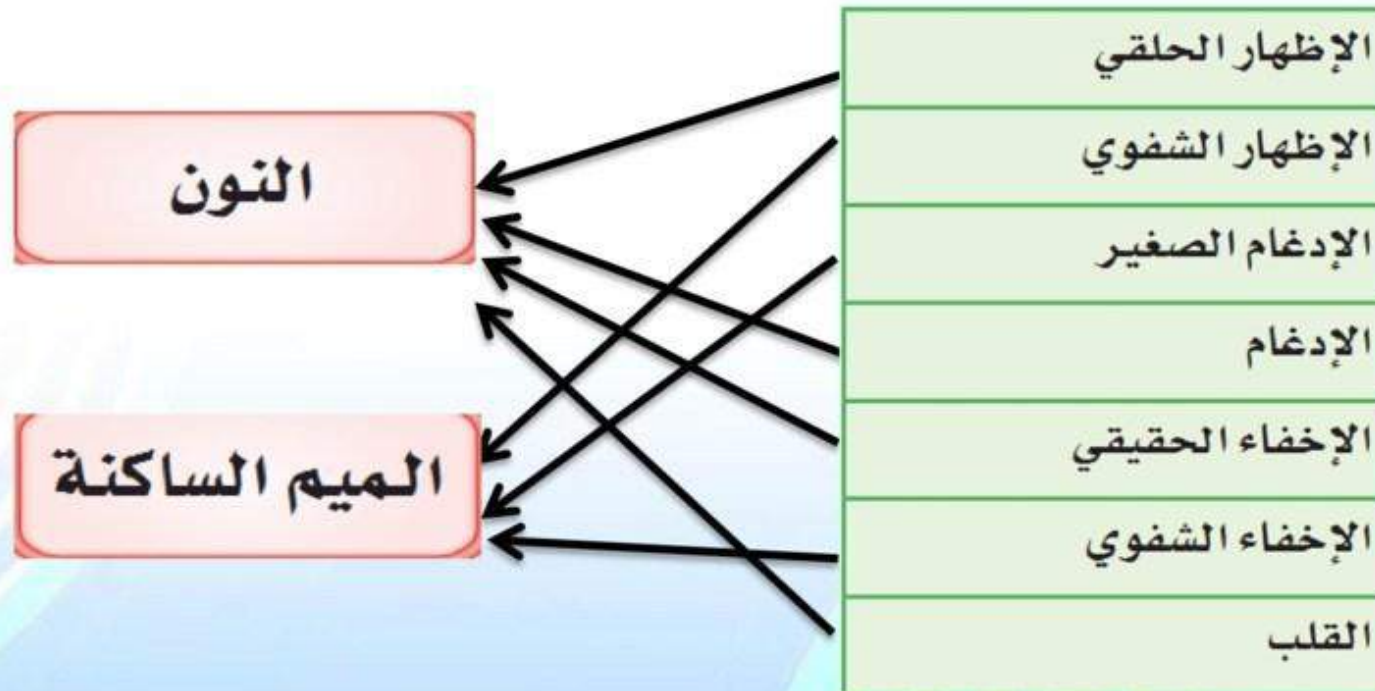 الإظهار الحلقي
الإظهار الشفوي
الإدغام الصغير
الإدغام
الإخفاء الحقيقي
الإخفاء الشفوي
القلب
النون
الميم الساكنة